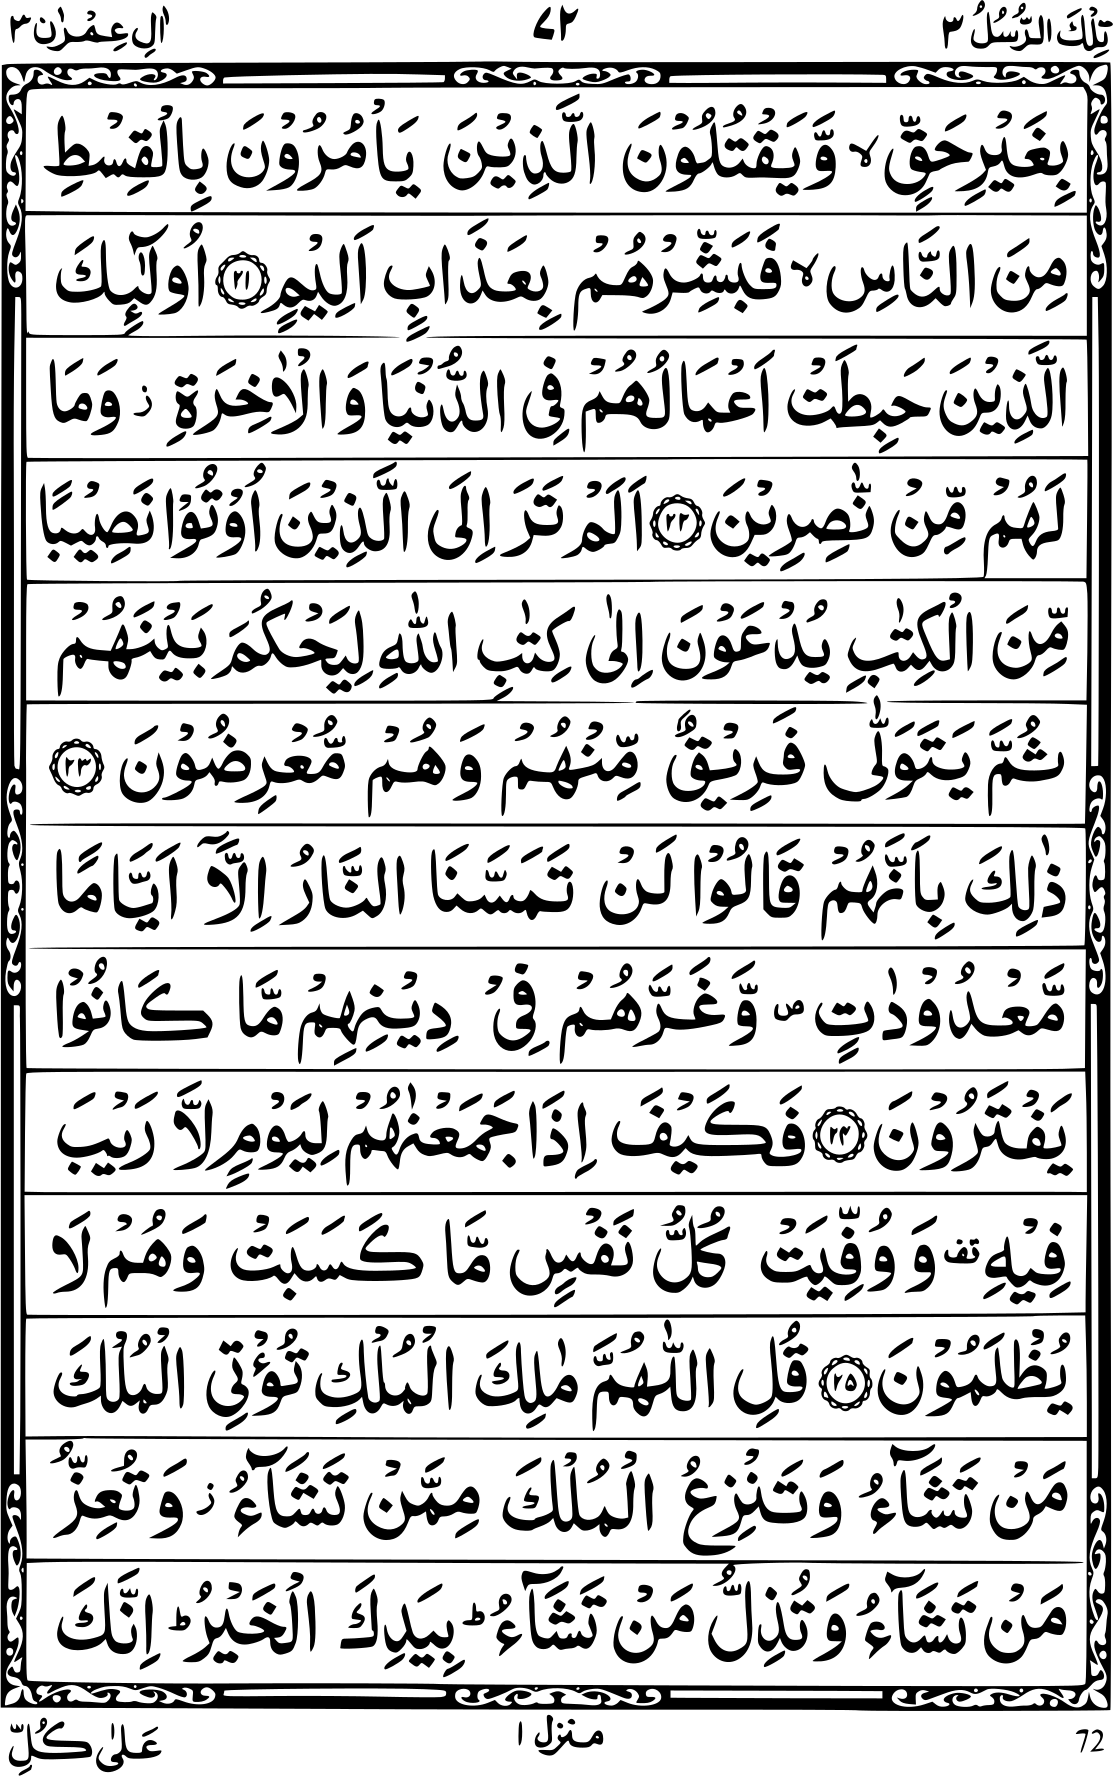 تِلْكَ الرُّسُلُ ٣ ٧٢ اٰلِ عِمْرٰن ٣
بِغَيْرِ حَقٍّ ۙ وَّيَقْتُلُوْنَ الَّذِيْنَ يَاْمُرُوْنَ بِالْقِسْطِ
مِنَ النَّاسِ ۙ فَبَشِّرْهُمْ بِعَذَابٍ اَلِيْمٍ ﴿٢١﴾ اُولٰٓئِكَ
الَّذِيْنَ حَبِطَتْ اَعْمَالُهُمْ فِى الدُّنْيَا وَ الْاٰخِرَةِ ز وَمَا
لَهُمْ مِّنْ نّٰصِرِيْنَ ﴿٢٢﴾ اَلَمْ تَرَ اِلَى الَّذِيْنَ اُوْتُوْا نَصِيْبًا
مِّنَ الْكِتٰبِ يُدْعَوْنَ اِلٰى كِتٰبِ اللّٰهِ لِيَحْكُمَ بَيْنَهُمْ
ثُمَّ يَتَوَلّٰى فَرِيْقٌ مِّنْهُمْ وَهُمْ مُّعْرِضُوْنَ ﴿٢٣﴾
ذٰلِكَ بِاَنَّهُمْ قَالُوْا لَنْ تَمَسَّنَا النَّارُ اِلَّآ اَيَّامًا
مَّعْدُوْدٰتٍ ۪ وَّغَرَّهُمْ فِىْ دِيْنِهِمْ مَّا كَانُوْا
يَفْتَرُوْنَ ﴿٢٤﴾ فَكَيْفَ اِذَا جَمَعْنٰهُمْ لِيَوْمٍ لَّا رَيْبَ
فِيْهِ قف وَ وُفِّيَتْ كُلُّ نَفْسٍ مَّا كَسَبَتْ وَهُمْ لَا
يُظْلَمُوْنَ ﴿٢٥﴾ قُلِ اللّٰهُمَّ مٰلِكَ الْمُلْكِ تُؤْتِى الْمُلْكَ
مَنْ تَشَآءُ وَتَنْزِعُ الْمُلْكَ مِمَّنْ تَشَآءُ ز وَتُعِزُّ
مَنْ تَشَآءُ وَتُذِلُّ مَنْ تَشَآءُ ؕ بِيَدِكَ الْخَيْرُ ؕ اِنَّكَ
72 منزل ١ عَلٰى كُلِّ